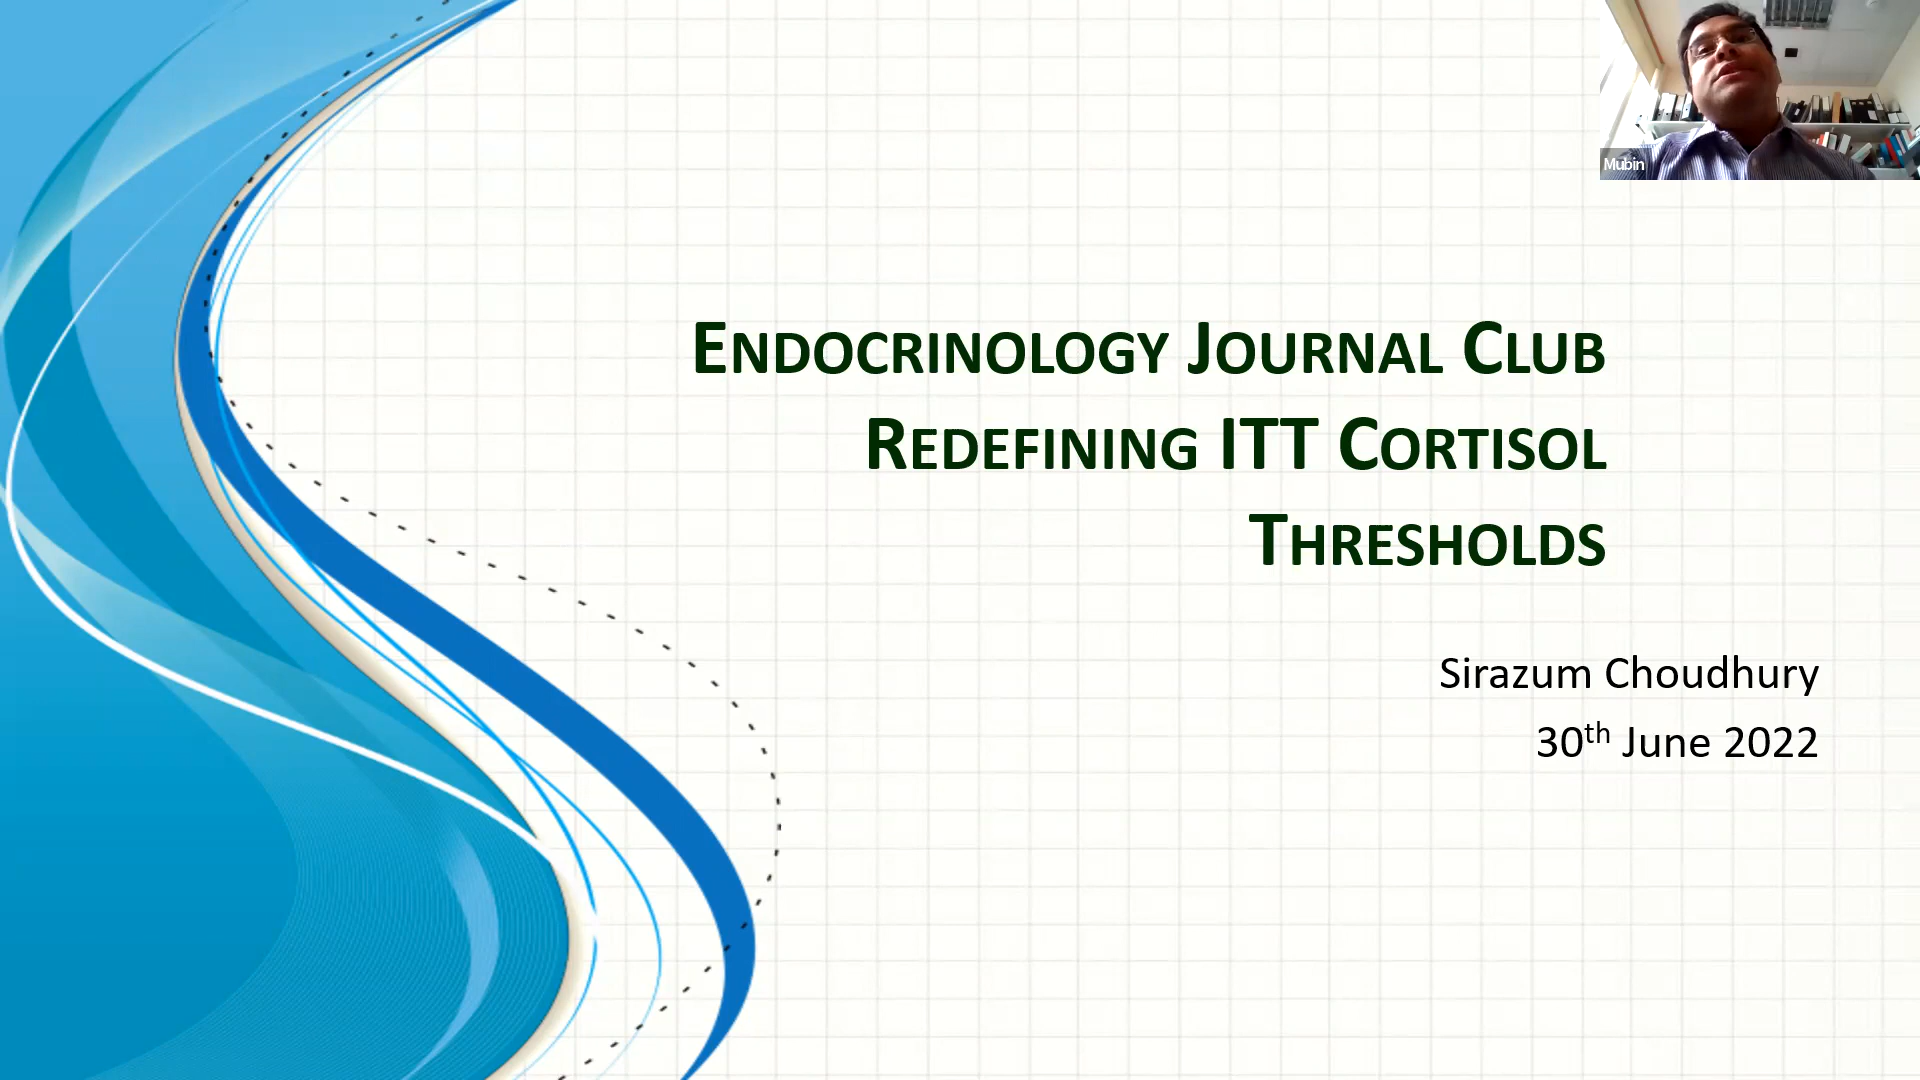 Mubin
Endocrinology Journal Club
Redefining ITT Cortisol
Thresholds
Sirazum Choudhury
30th June 2022